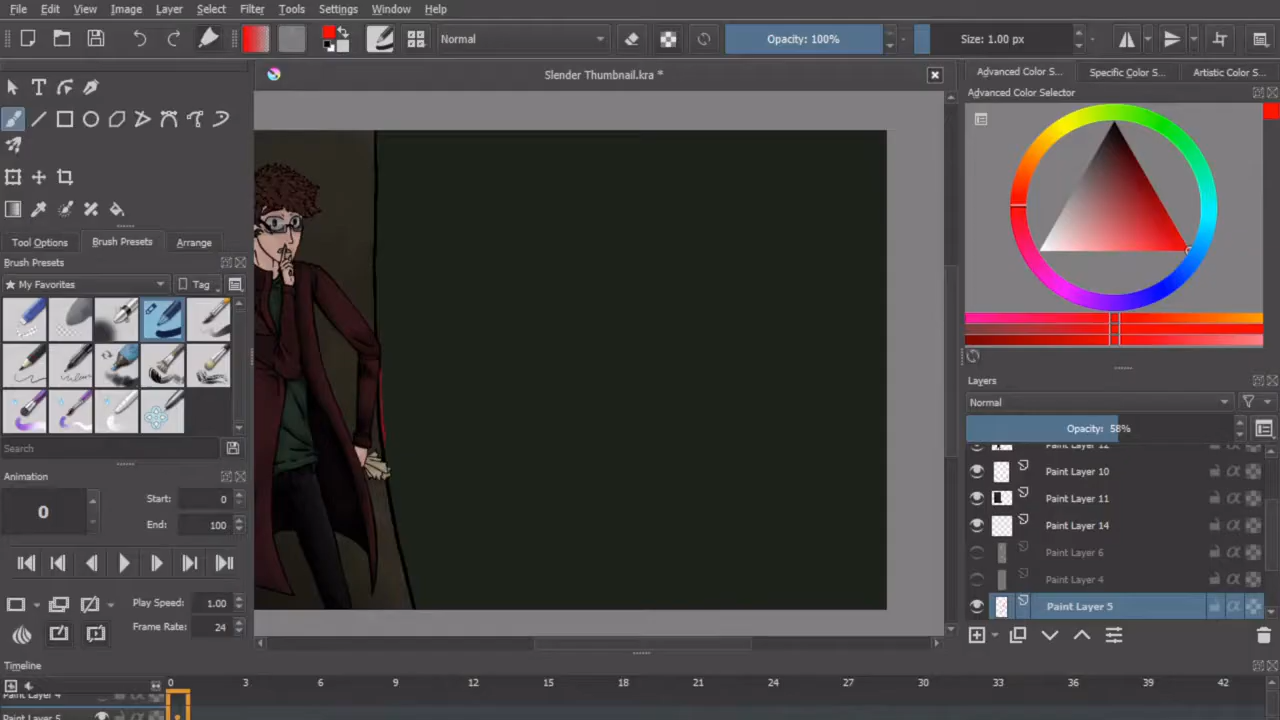 File Edit View Image Layer Select Filter Tools Settings Window Help
Normal Opacity: 100% Size: 1.00 px
Slender Thumbnail.kra *
Advanced Color S... Specific Color S... Artistic Color S...
Advanced Color Selector
Tool Options Brush Presets Arrange
Brush Presets
★ My Favorites Tag
Search
Animation
0 Start: 0
End: 100
Play Speed: 1.00
Frame Rate: 24
Layers
Normal
Opacity: 58%
Paint Layer 12
Paint Layer 10
Paint Layer 11
Paint Layer 14
Paint Layer 6
Paint Layer 4
Paint Layer 5
Timeline
0 3 6 9 12 15 18 21 24 27 30 33 36 39 42
Paint Layer 4
Paint Layer 5